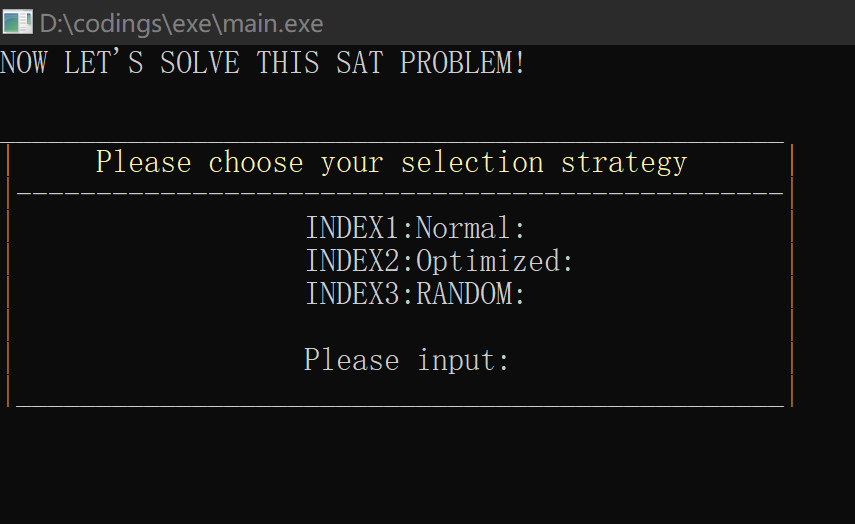 D:\codings\exe\main.exe
NOW LET'S SOLVE THIS SAT PROBLEM!
Please choose your selection strategy
INDEX1:Normal:
INDEX2:Optimized:
INDEX3:RANDOM:
Please input: